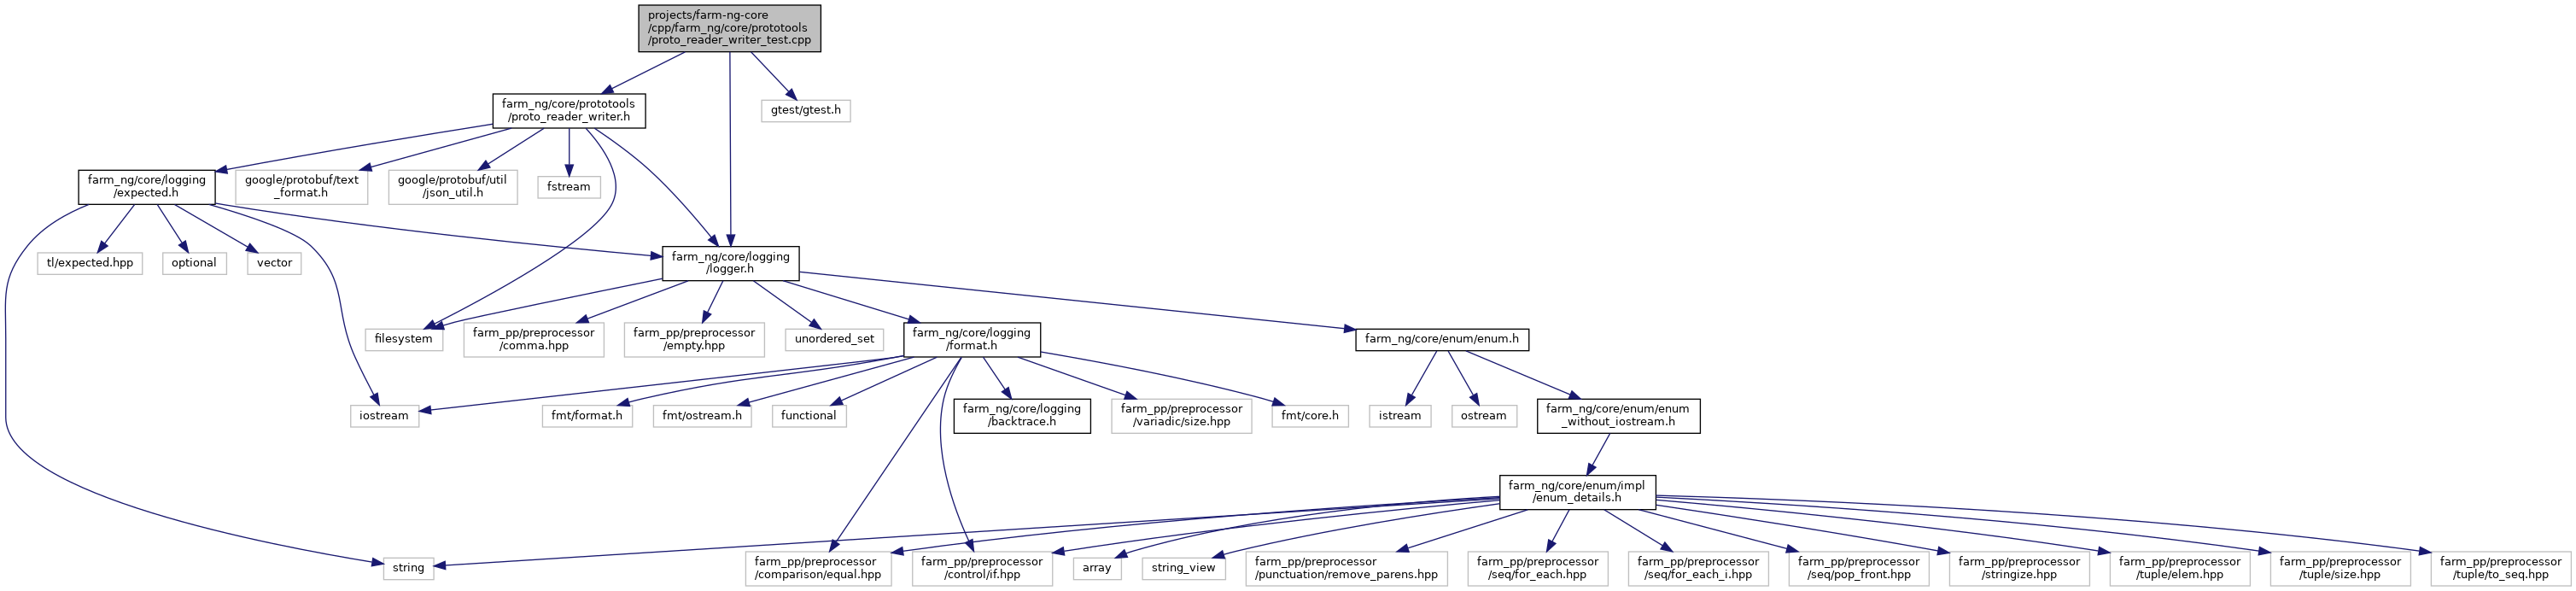 projects/farm-ng-core
/cpp/farm_ng/core/prototools
/proto_reader_writer_test.cpp
farm_ng/core/prototools
/proto_reader_writer.h
gtest/gtest.h
farm_ng/core/logging
/expected.h
google/protobuf/text
_format.h
google/protobuf/util
/json_util.h
fstream
tl/expected.hpp
optional
vector
farm_ng/core/logging
/logger.h
filesystem
farm_pp/preprocessor
/comma.hpp
farm_pp/preprocessor
/empty.hpp
unordered_set
farm_ng/core/logging
/format.h
farm_ng/core/enum/enum.h
iostream
fmt/format.h
fmt/ostream.h
functional
farm_ng/core/logging
/backtrace.h
farm_pp/preprocessor
/variadic/size.hpp
fmt/core.h
istream
ostream
farm_ng/core/enum/enum
_without_iostream.h
farm_ng/core/enum/impl
/enum_details.h
string
farm_pp/preprocessor
/comparison/equal.hpp
farm_pp/preprocessor
/control/if.hpp
array
string_view
farm_pp/preprocessor
/punctuation/remove_parens.hpp
farm_pp/preprocessor
/seq/for_each.hpp
farm_pp/preprocessor
/seq/for_each_i.hpp
farm_pp/preprocessor
/seq/pop_front.hpp
farm_pp/preprocessor
/stringize.hpp
farm_pp/preprocessor
/tuple/elem.hpp
farm_pp/preprocessor
/tuple/size.hpp
farm_pp/preprocessor
/tuple/to_seq.hpp